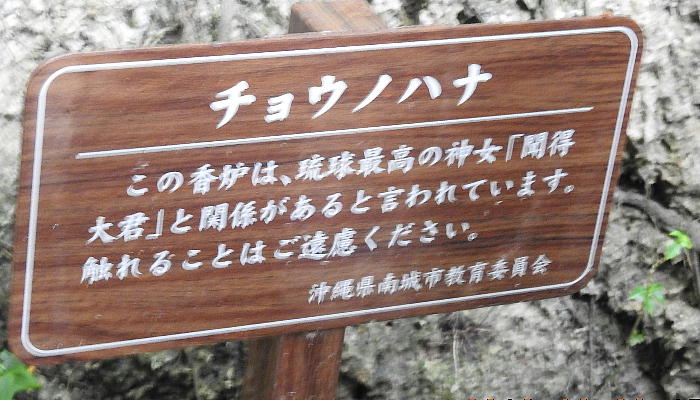 チョウノハナ
この香炉は、琉球最高の神女「聞得
大君」と関係があると言われています。
触れることはご遠慮ください。
沖縄県南城市教育委員会